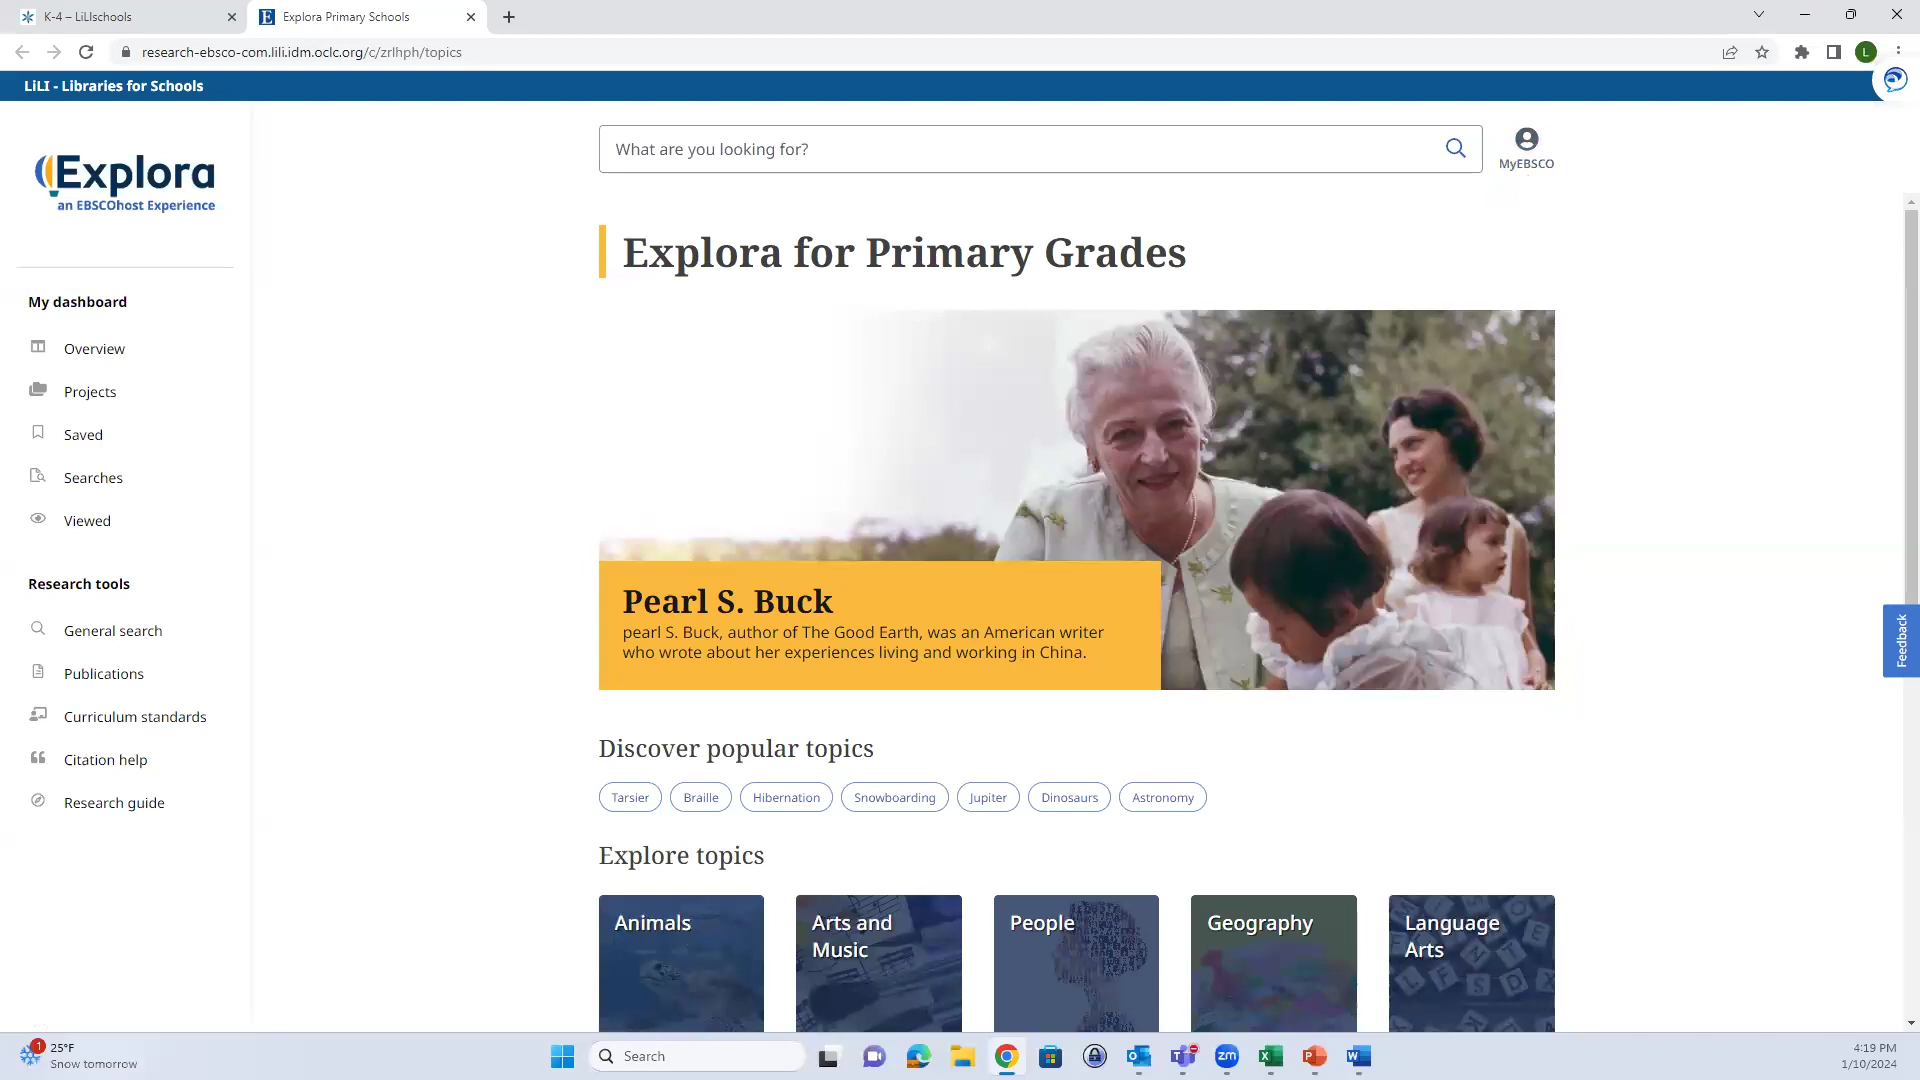 K-4 – LiLIschools
Explora Primary Schools
research-ebsco-com.lili.idm.oclc.org/c/zrlhph/topics
L
LiLI - Libraries for Schools
Explora
an EBSCOhost Experience
What are you looking for?
MyEBSCO
Explora for Primary Grades
My dashboard
Overview
Projects
Saved
Searches
Viewed
Research tools
General search
Publications
Curriculum standards
Citation help
Research guide
Pearl S. Buck
pearl S. Buck, author of The Good Earth, was an American writer
who wrote about her experiences living and working in China.
Feedback
Discover popular topics
Tarsier
Braille
Hibernation
Snowboarding
Jupiter
Dinosaurs
Astronomy
Explore topics
Animals
Arts and
Music
People
Geography
Language
Arts
1
25°F
Snow tomorrow
Search
zm
4:19 PM
1/10/2024